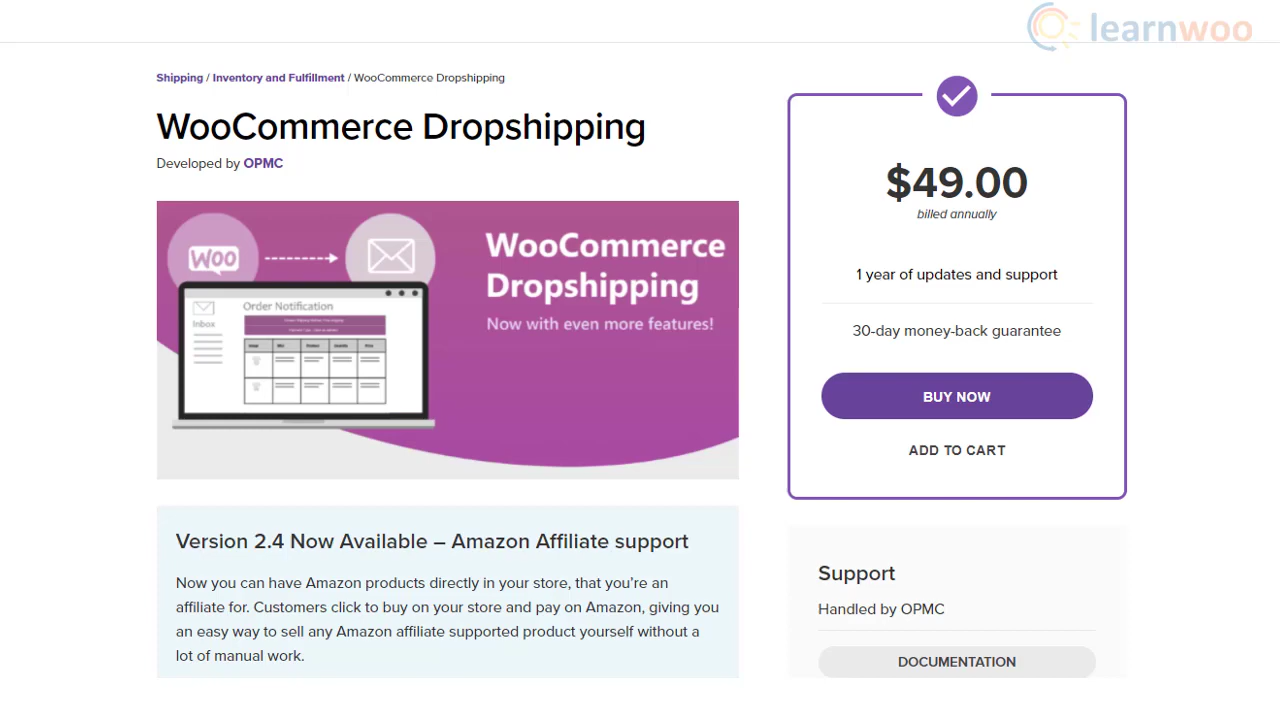 learnwoo
Shipping / Inventory and Fulfillment / WooCommerce Dropshipping
WooCommerce Dropshipping
Developed by OPMC
WOO
Order Notification
Inbox
WooCommerce
Dropshipping
Now with even more features!
$49.00
billed annually
1 year of updates and support
30-day money-back guarantee
BUY NOW
ADD TO CART
Version 2.4 Now Available – Amazon Affiliate support
Now you can have Amazon products directly in your store, that you're an
affiliate for. Customers click to buy on your store and pay on Amazon, giving you
an easy way to sell any Amazon affiliate supported product yourself without a
lot of manual work.
Support
Handled by OPMC
DOCUMENTATION